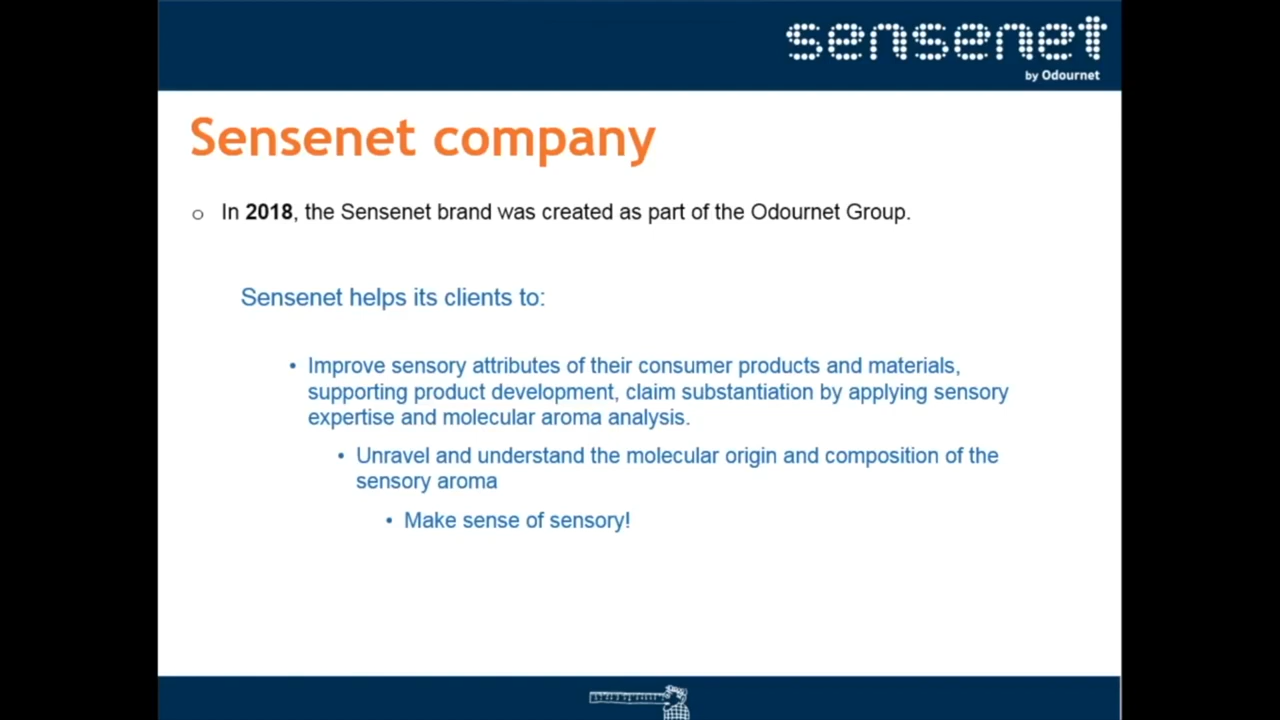 sensenet
by Odournet
Sensenet company
o In 2018, the Sensenet brand was created as part of the Odournet Group.
Sensenet helps its clients to:
• Improve sensory attributes of their consumer products and materials,
supporting product development, claim substantiation by applying sensory
expertise and molecular aroma analysis.
• Unravel and understand the molecular origin and composition of the
sensory aroma
• Make sense of sensory!